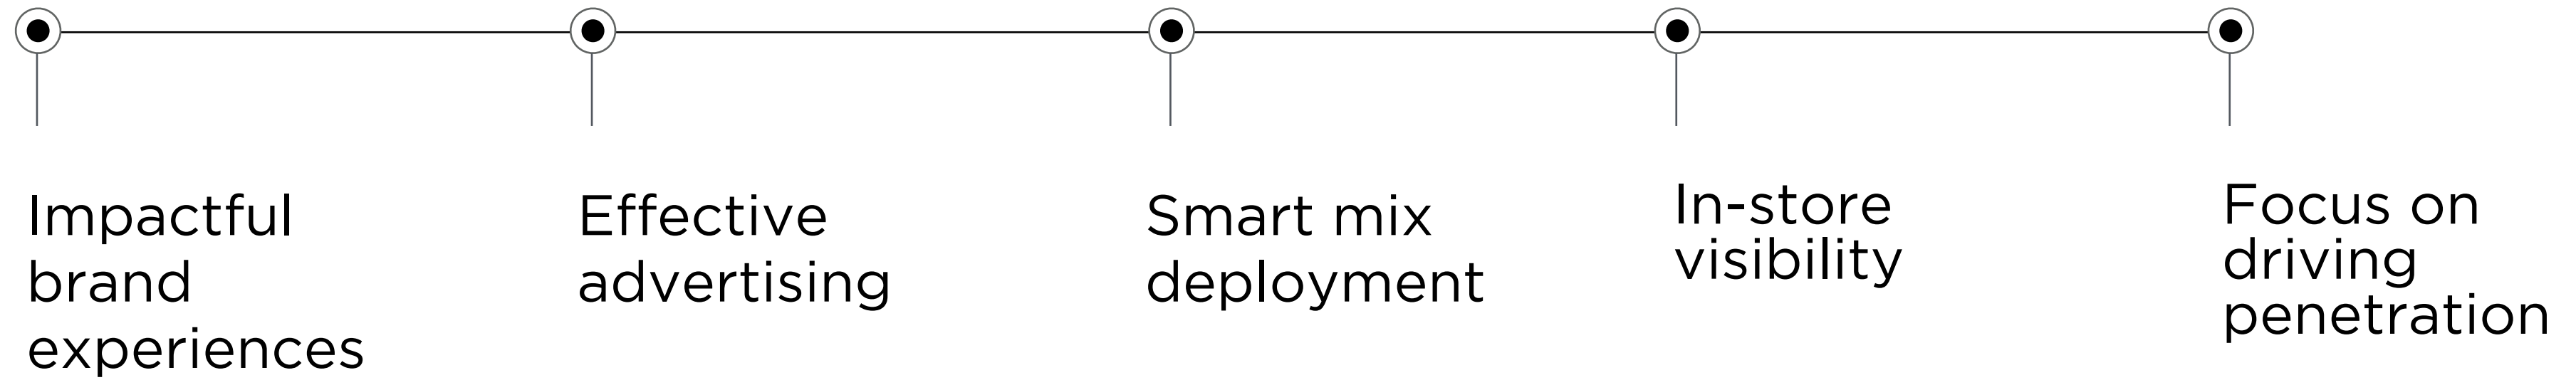 Impactful
brand
experiences
Effective
advertising
Smart mix
deployment
In-store
visibility
Focus on
driving
penetration